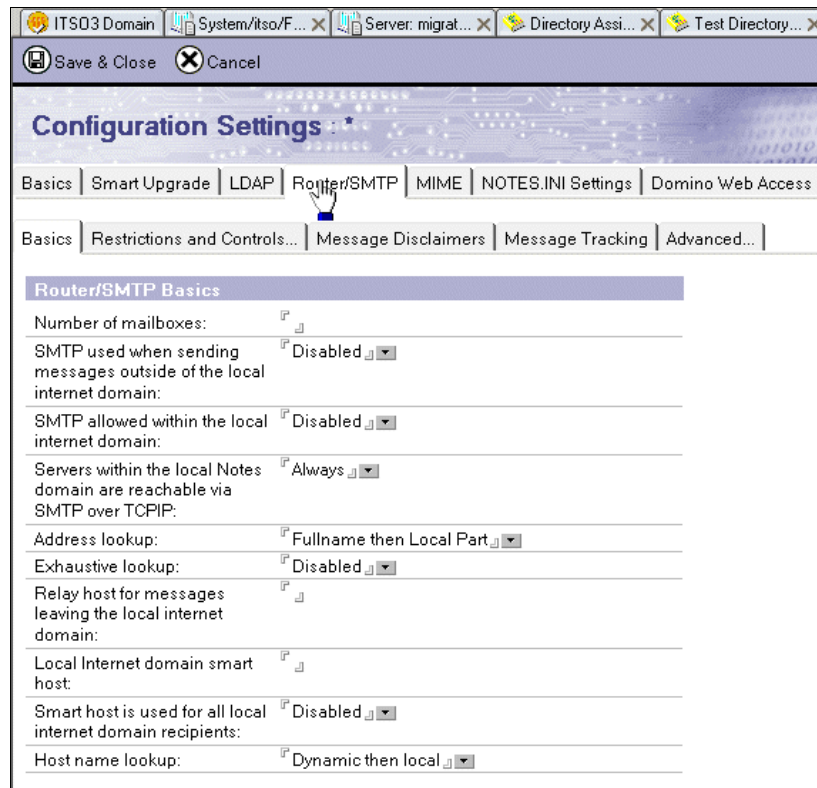 ITSO3 Domain System/itso/F... Server: migrat... Directory Assi... Test Directory...
Save & Close Cancel
Configuration Settings : *
Basics Smart Upgrade LDAP Router/SMTP MIME NOTES.INI Settings Domino Web Access
Basics Restrictions and Controls... Message Disclaimers Message Tracking Advanced...
Router/SMTP Basics
Number of mailboxes:
SMTP used when sending Disabled
messages outside of the local
internet domain:
SMTP allowed within the local Disabled
internet domain:
Servers within the local Notes Always
domain are reachable via
SMTP over TCPIP:
Address lookup: Fullname then Local Part
Exhaustive lookup: Disabled
Relay host for messages
leaving the local internet
domain:
Local Internet domain smart
host:
Smart host is used for all local Disabled
internet domain recipients:
Host name lookup: Dynamic then local